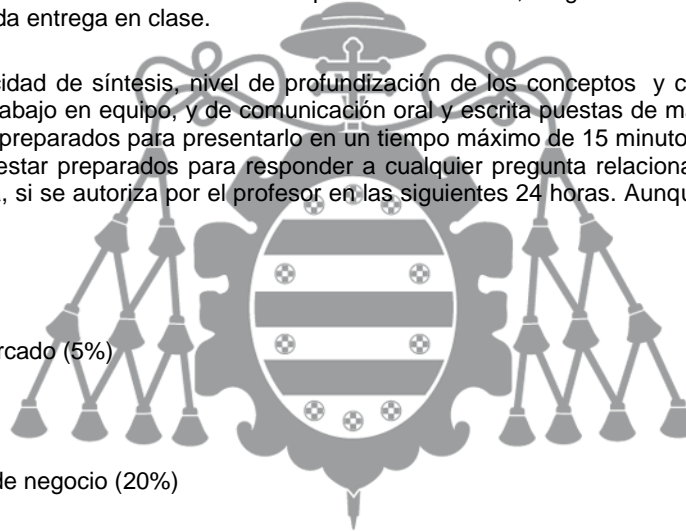 da entrega en clase.
cidad de síntesis, nivel de profundización de los conceptos y c
abajo en equipo, y de comunicación oral y escrita puestas de m
preparados para presentarlo en un tiempo máximo de 15 minuto
estar preparados para responder a cualquier pregunta relaciona
, si se autoriza por el profesor en las siguientes 24 horas. Aunqu
rcado (5%)
de negocio (20%)